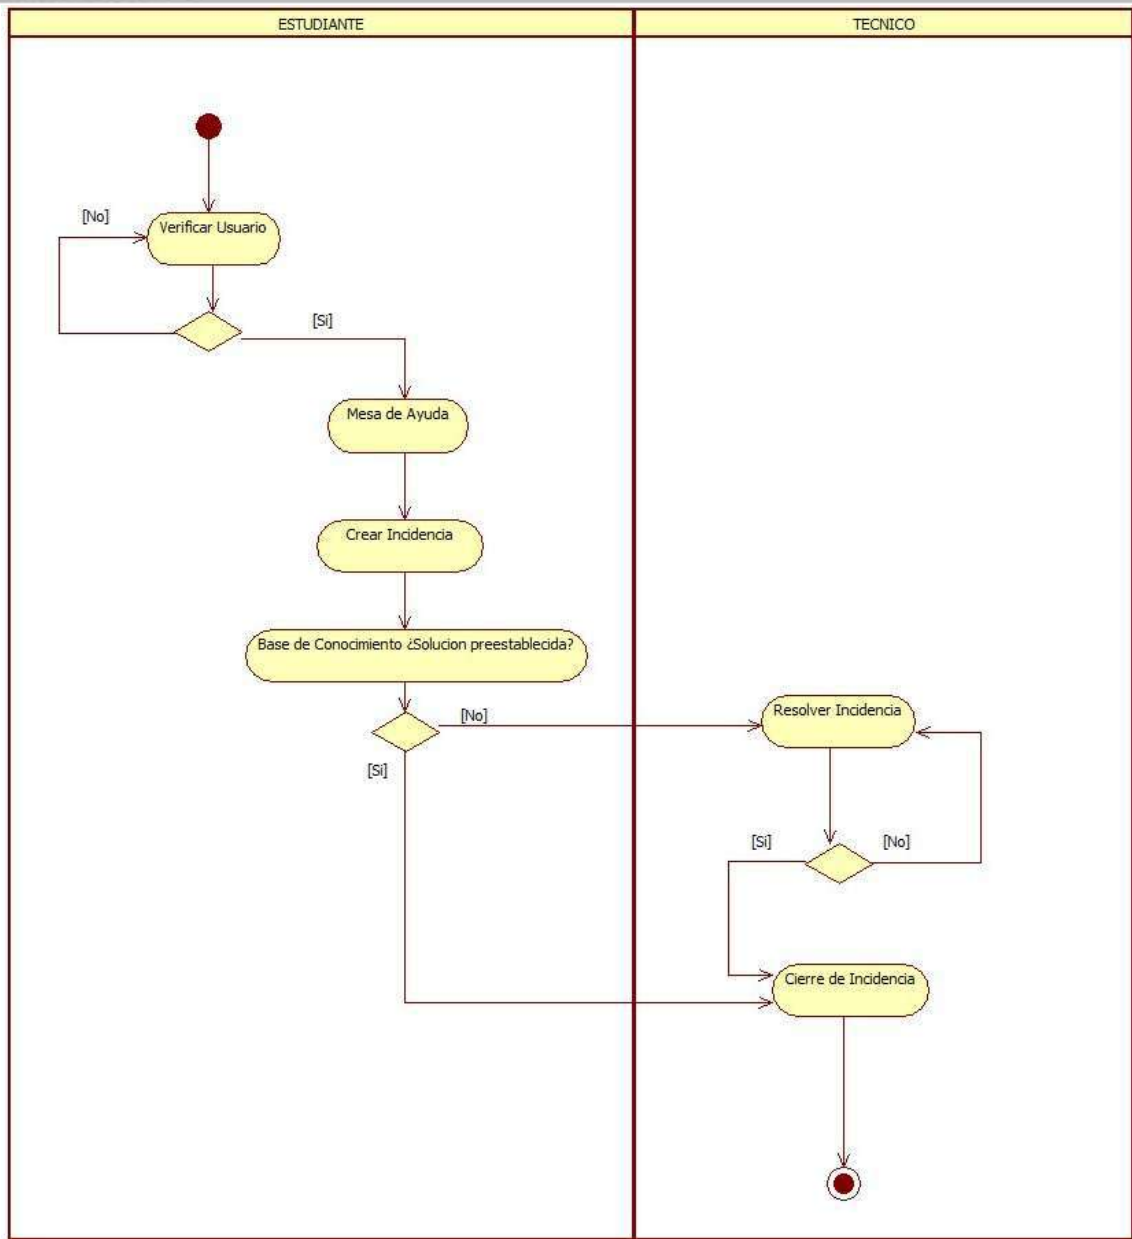 ESTUDIANTE
TECNICO
[No]
Verificar Usuario
[Si]
Mesa de Ayuda
Crear Incidencia
Base de Conocimiento ¿Solucion preestablecida?
[No]
Resolver Incidencia
[Si]
[Si]
[No]
Cierre de Incidencia